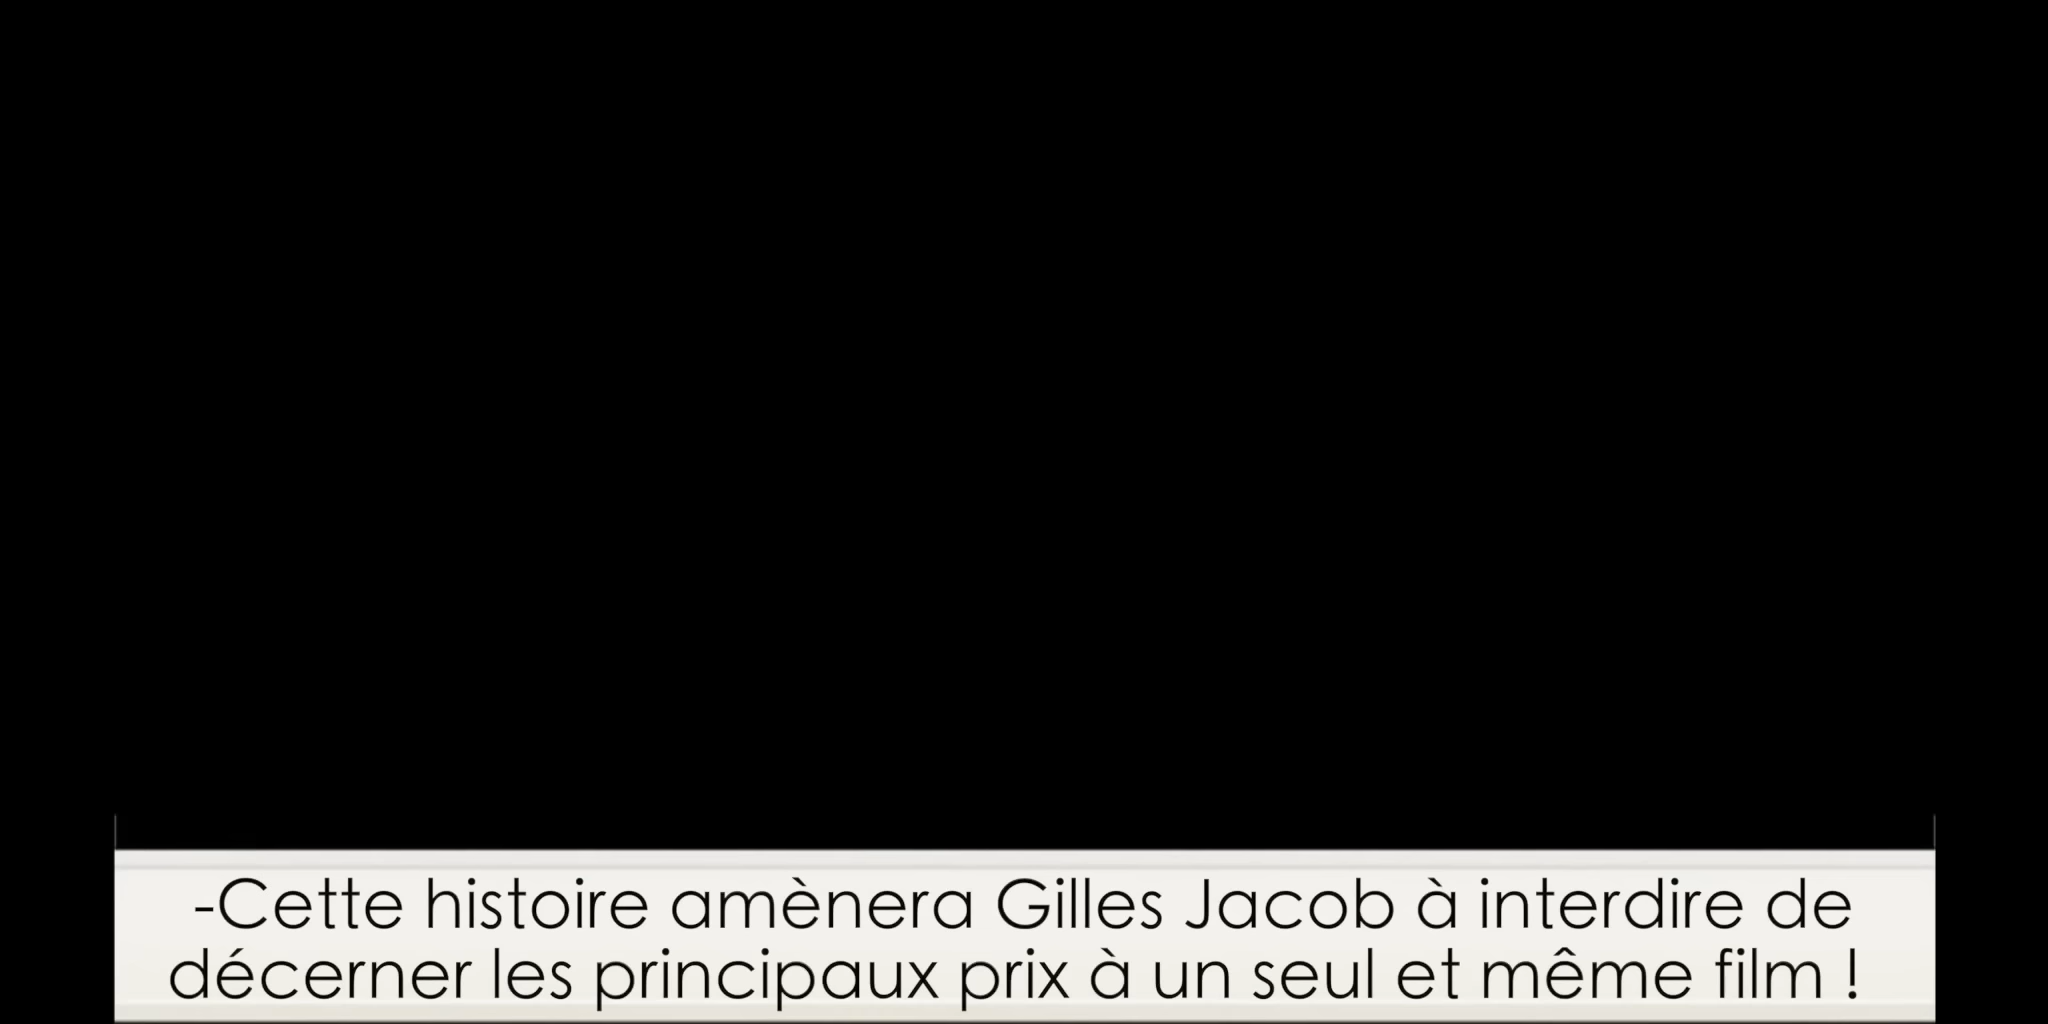 -Cette histoire amènera Gilles Jacob à interdire de
décerner les principaux prix à un seul et même film !